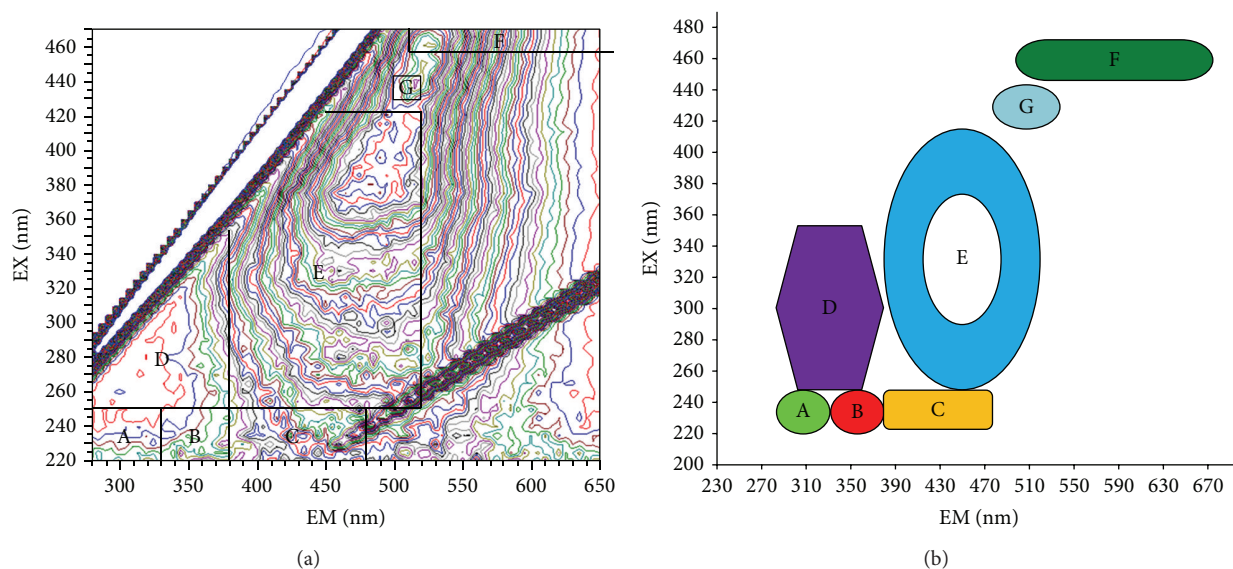 460
440
420
400
380
360
340
320
300
280
260
240
220
EX (nm)
300 350 400 450 500 550 600 650
EM (nm)
F
G
E
D
A B C
(a)
490
480
460
440
420
400
380
360
340
320
300
280
260
240
220
200
EX (nm)
230 270 310 350 390 430 470 510 550 590 630 670
EM (nm)
F
G
E
D
A B C
(b)